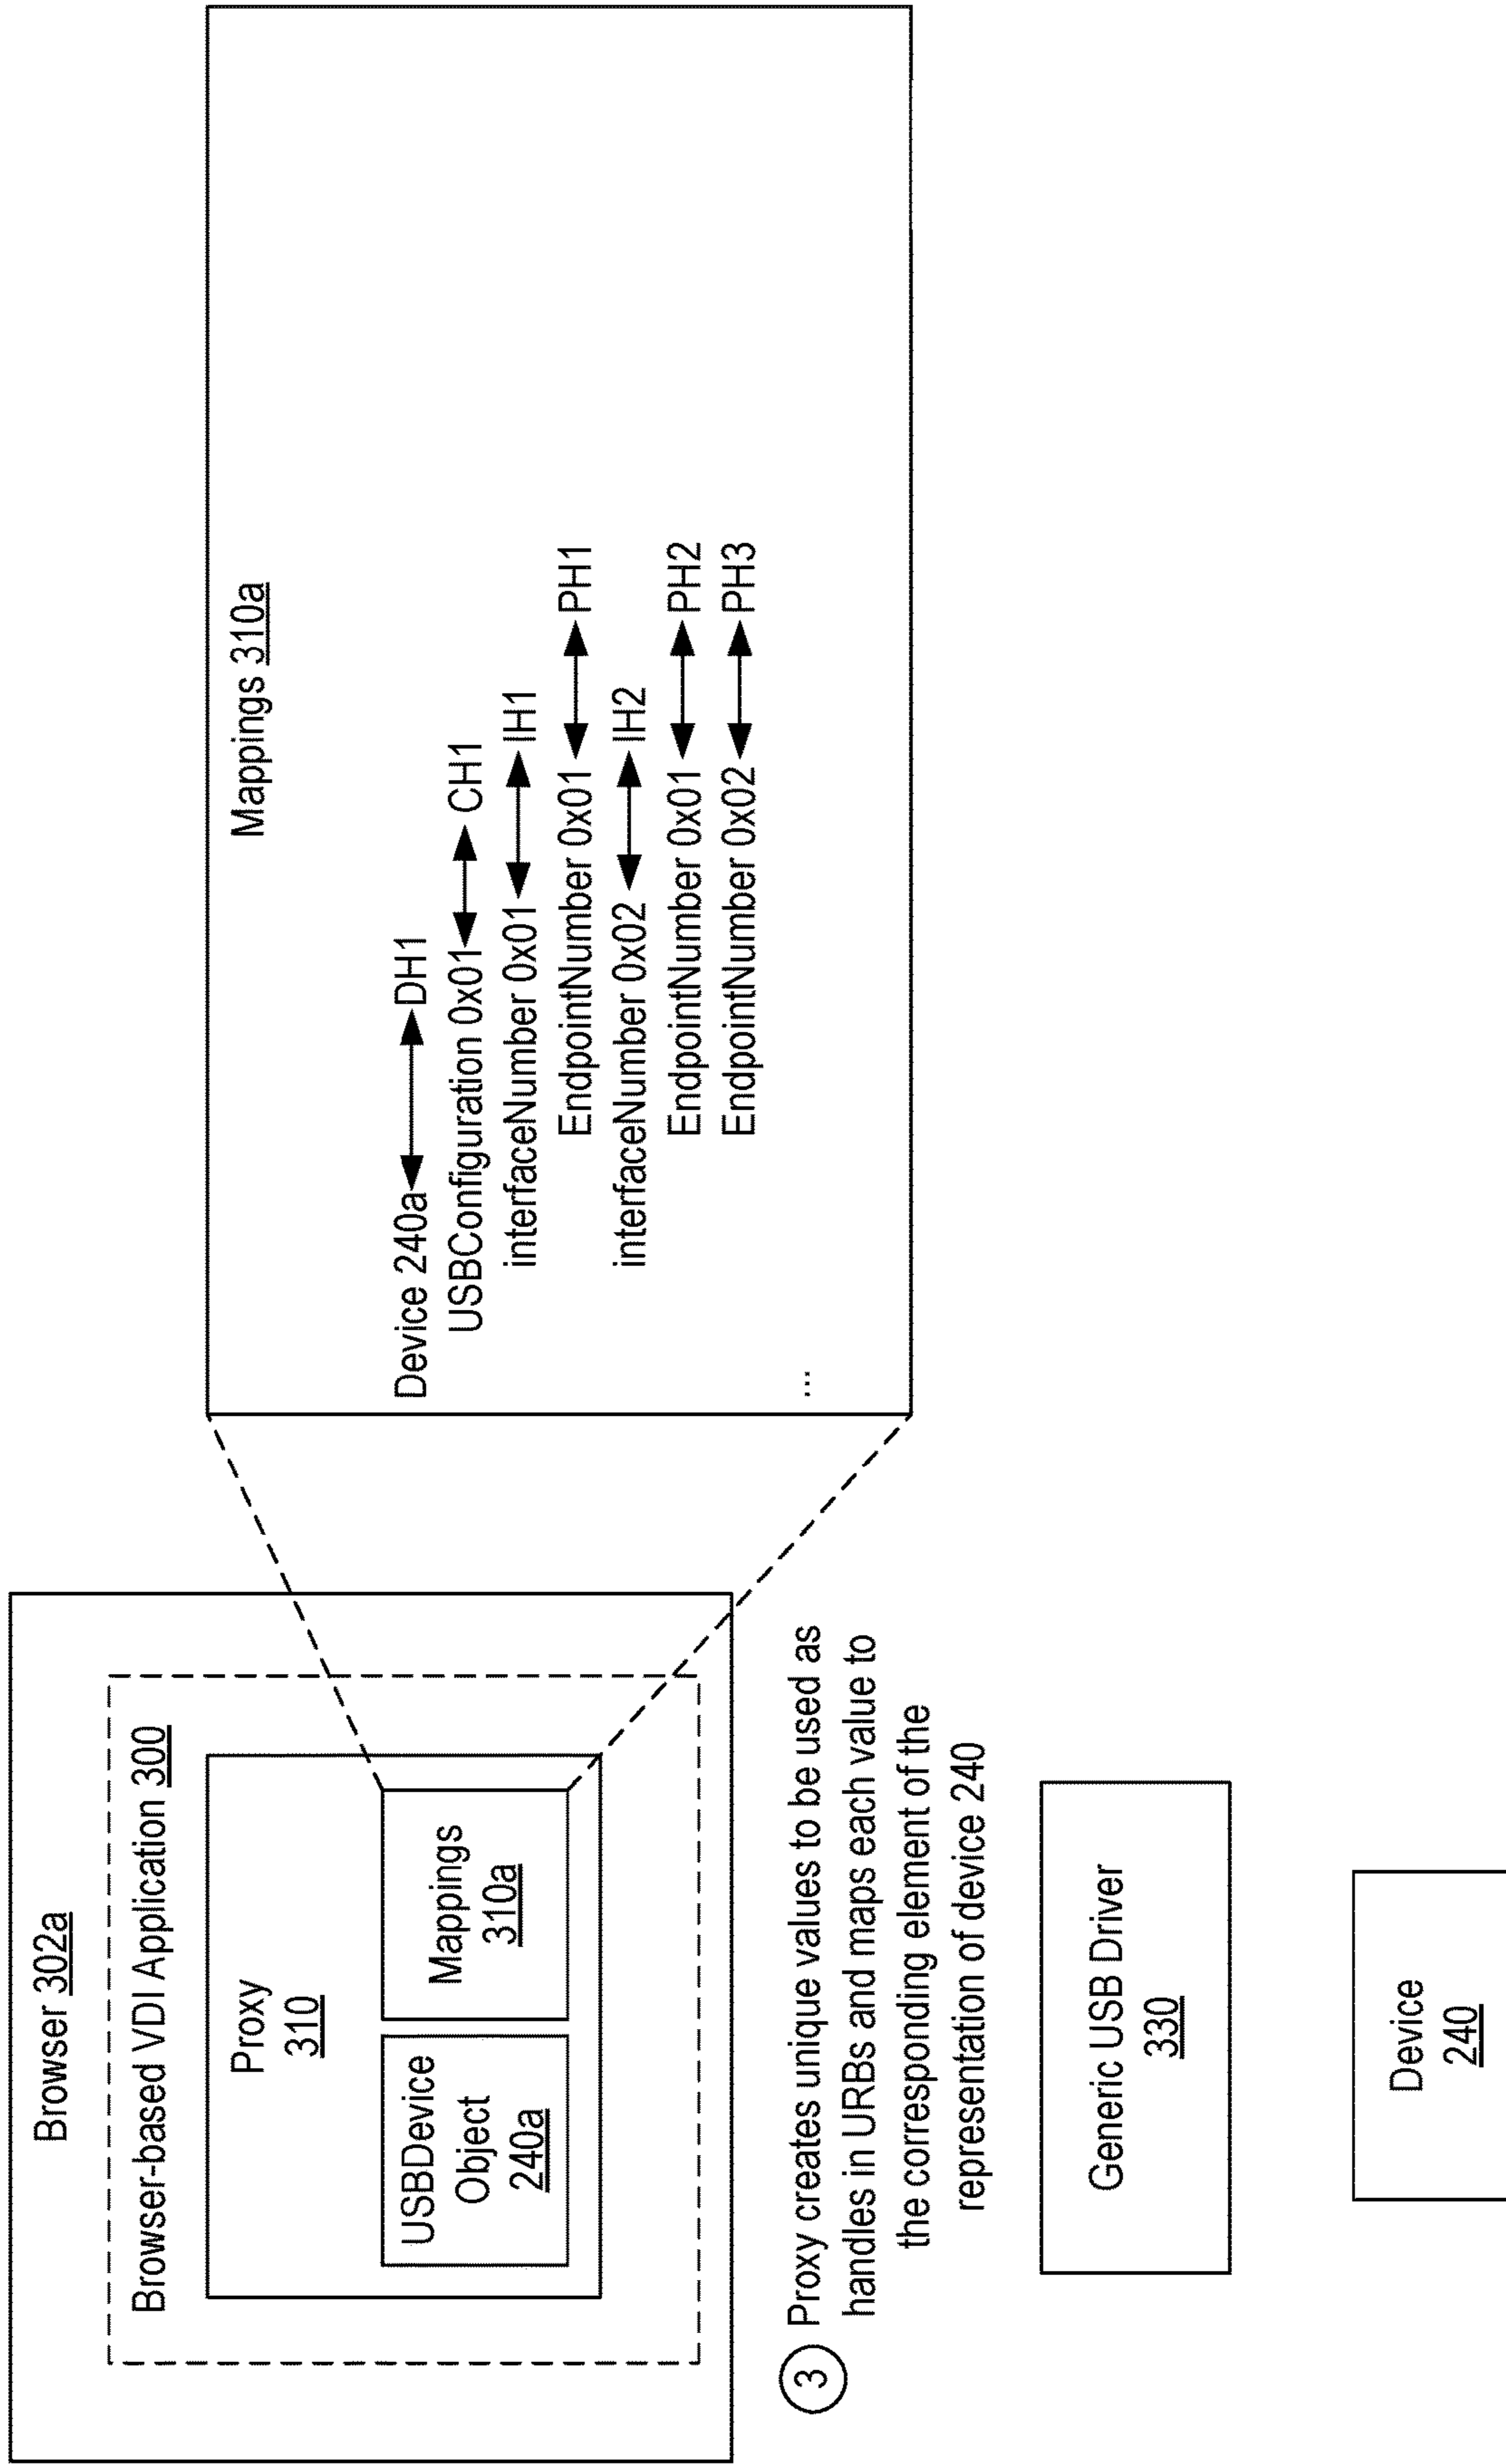 Browser 302a
Browser-based VDI Application 300
Proxy
310
USBDevice
Object
240a
Mappings
310a
3 Proxy creates unique values to be used as
handles in URBs and maps each value to
the corresponding element of the
representation of device 240
Generic USB Driver
330
Device
240
Mappings 310a
Device 240a DH1
USBConfiguration 0x01 CH1
interfaceNumber 0x01 IH1
EndpointNumber 0x01 PH1
interfaceNumber 0x02 IH2
EndpointNumber 0x01 PH2
EndpointNumber 0x02 PH3
...